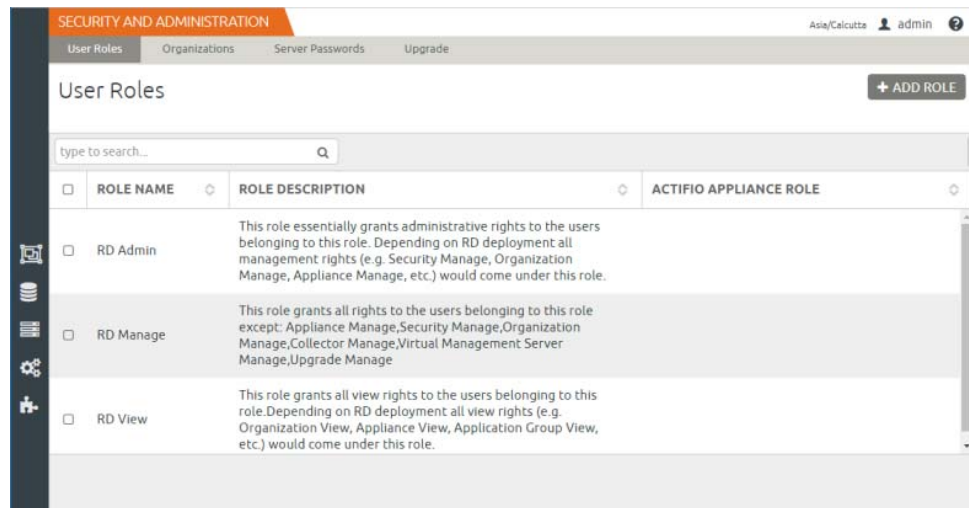 SECURITY AND ADMINISTRATION
Asia/Calcutta admin ?
User Roles Organizations Server Passwords Upgrade
User Roles
+ ADD ROLE
type to search...
ROLE NAME ROLE DESCRIPTION ACTIFIO APPLIANCE ROLE
This role essentially grants administrative rights to the users
belonging to this role. Depending on RD deployment all
RD Admin
management rights (e.g. Security Manage, Organization
Manage, Appliance Manage, etc.) would come under this role.
This role grants all rights to the users belonging to this role
except: Appliance Manage,Security Manage,Organization
RD Manage
Manage,Collector Manage,Virtual Management Server
Manage,Upgrade Manage
This role grants all view rights to the users belonging to this
role.Depending on RD deployment all view rights (e.g.
RD View
Organization View, Appliance View, Application Group View,
etc.) would come under this role.